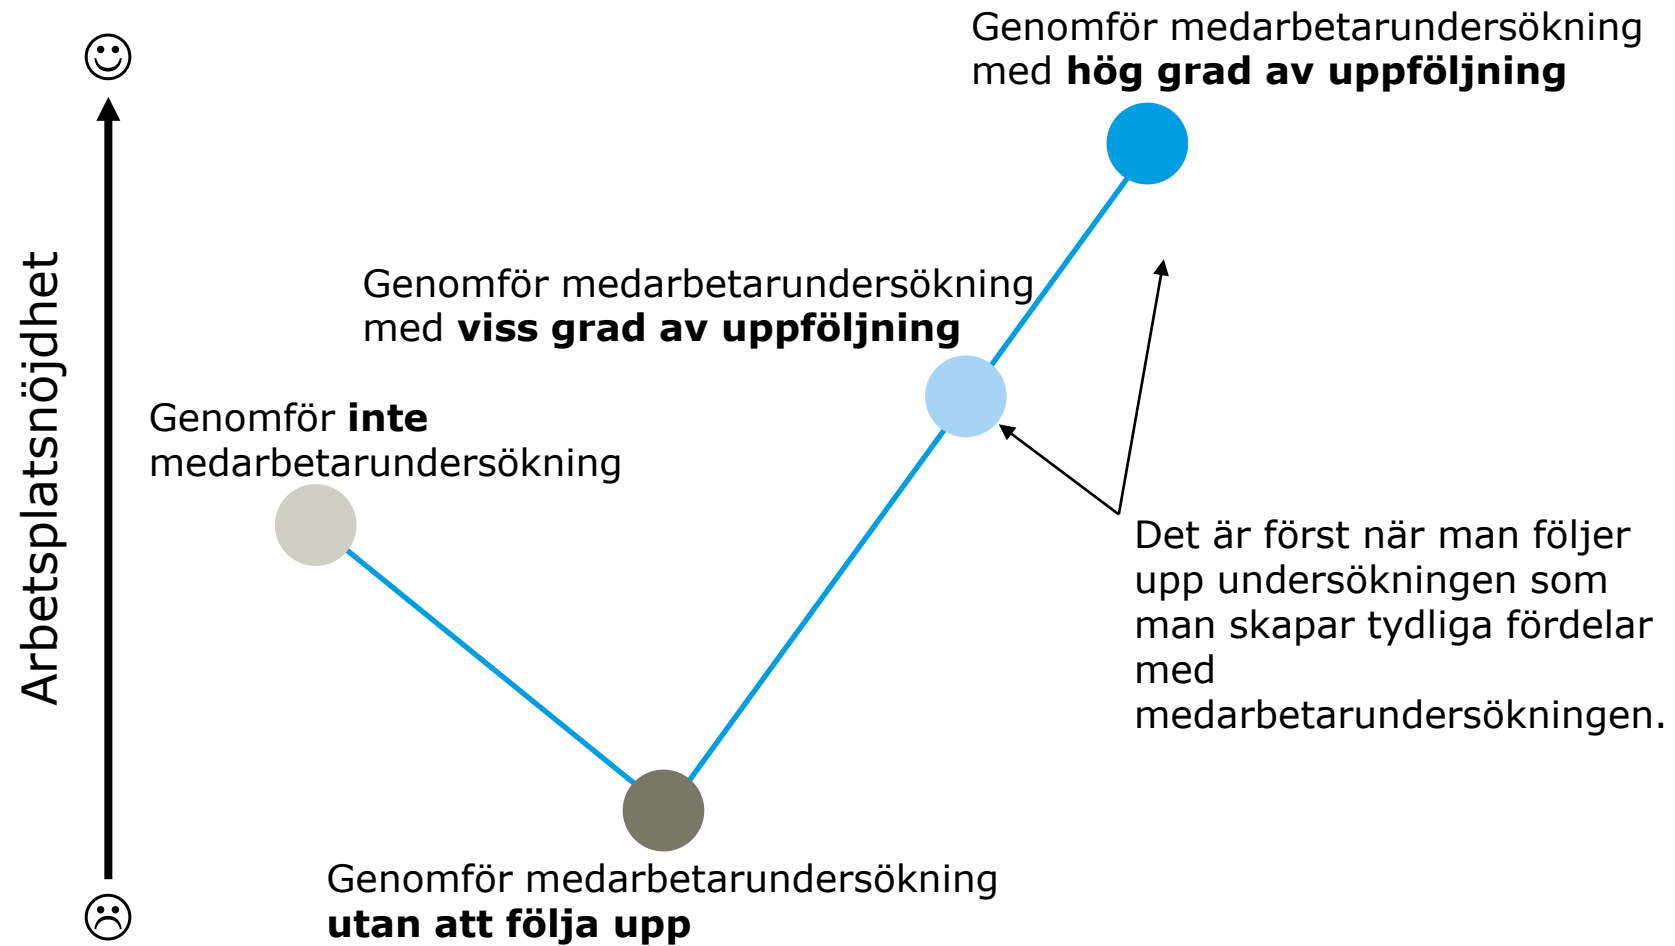 Genomför medarbetarundersökning
med hög grad av uppföljning
Arbetsplatsnöjdhet
Genomför medarbetarundersökning
med viss grad av uppföljning
Genomför inte
medarbetarundersökning
Det är först när man följer
upp undersökningen som
man skapar tydliga fördelar
med
medarbetarundersökningen.
Genomför medarbetarundersökning
utan att följa upp